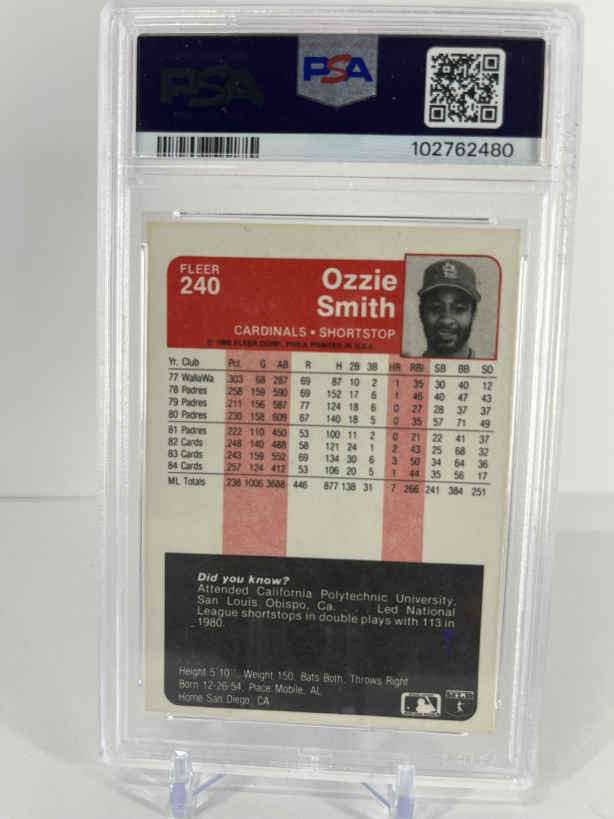 PSA
PSA
102762480
FLEER
240
Ozzie
Smith
CARDINALS • SHORTSTOP
© 1985 FLEER CORP., PHILA PRINTED IN U.S.A.
Yr. Club Pct. G AB R H 2B 3B HR RBI SB BB SO
77 WallaWa .303 68 287 69 87 10 2 1 35 30 40 12
78 Padres .258 159 590 69 152 17 6 1 46 40 47 43
79 Padres .211 156 587 77 124 18 6 0 27 28 37 37
80 Padres .230 158 609 67 140 18 5 0 35 57 71 49
81 Padres .222 110 450 53 100 11 2 0 21 22 41 37
82 Cards .248 140 488 58 121 24 1 2 43 25 68 32
83 Cards .243 159 552 69 134 30 6 3 50 34 64 36
84 Cards .257 124 412 53 106 20 5 1 44 35 56 17
ML Totals .238 1006 3688 446 877 138 31 7 266 241 384 251
Did you know?
Attended California Polytechnic University,
San Louis Obispo, Ca. . . . Led National
League shortstops in double plays with 113 in
1980.
Height 5'10". Weight 150. Bats Both. Throws Right
Born 12-26-54, Place Mobile, AL
Home San Diego, CA